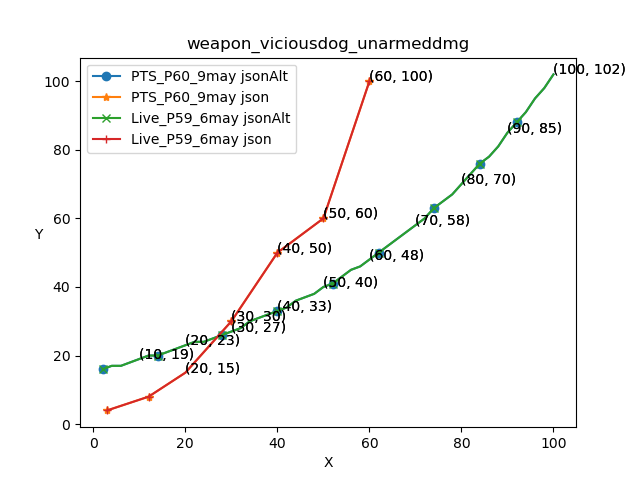 weapon_viciousdog_unarmeddmg
PTS_P60_9may jsonAlt
PTS_P60_9may json
Live_P59_6may jsonAlt
Live_P59_6may json
(60, 100)
(100, 102)
(90, 85)
(80, 70)
(50, 60)
(70, 58)
(40, 50)
(60, 48)
(50, 40)
(40, 33)
(30, 30)
(30, 27)
(20, 23)
(10, 19)
(20, 15)
Y
100
80
60
40
20
0
0 20 40 60 80 100
X